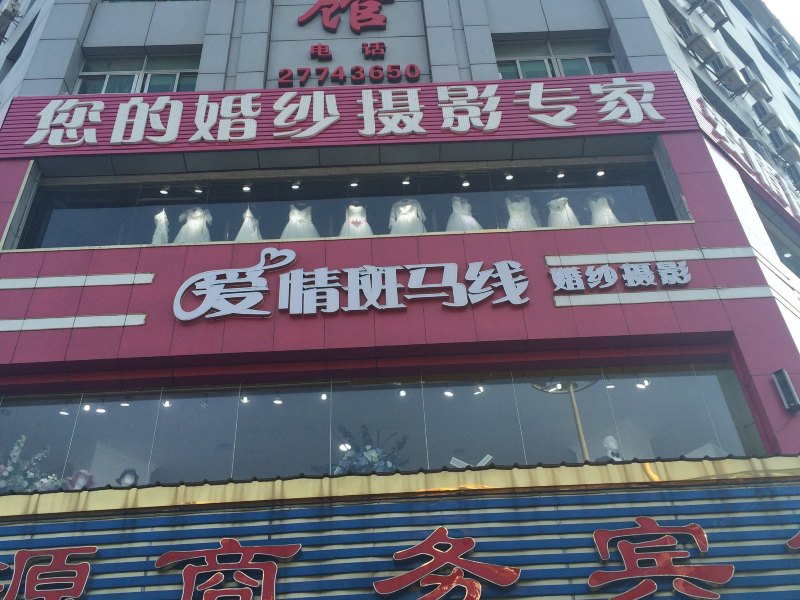 馆
电话
27743650
您的婚纱摄影专家
爱情斑马线 婚纱摄影
源商务宾